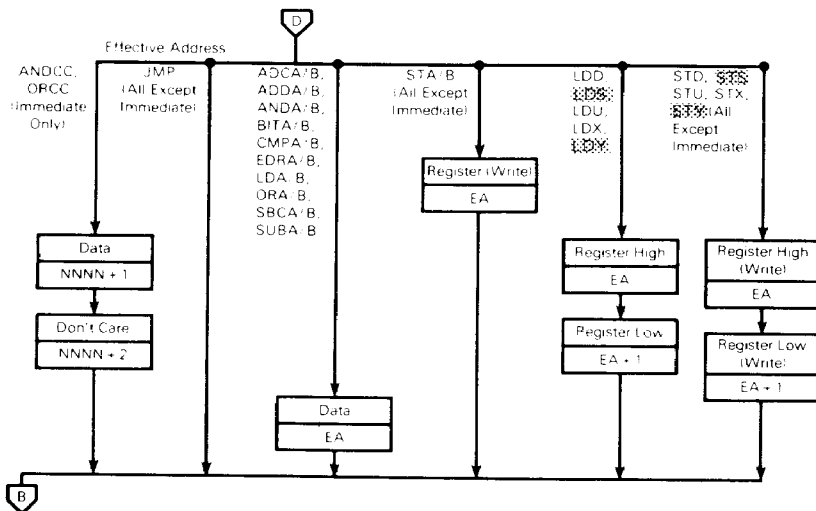 D
Effective Address
ANDCC,
ORCC
(Immediate
Only)
JMP
(All Except
Immediate)
ADCA/B,
ADDA/B,
ANDA/B,
BITA/B,
CMPA/B,
EDRA/B,
LDA/B,
ORA/B,
SBCA/B,
SUBA/B
STA/B
(All Except
Immediate)
LDD,
LDS,
LDU,
LDX,
LDY,
STD, STS
STU, STX,
STY (All
Except
Immediate)
Data
NNNN + 1
Don't Care
NNNN + 2
Data
EA
Register (Write)
EA
Register High
EA
Register Low
EA + 1
Register High
(Write)
EA
Register Low
(Write)
EA + 1
B